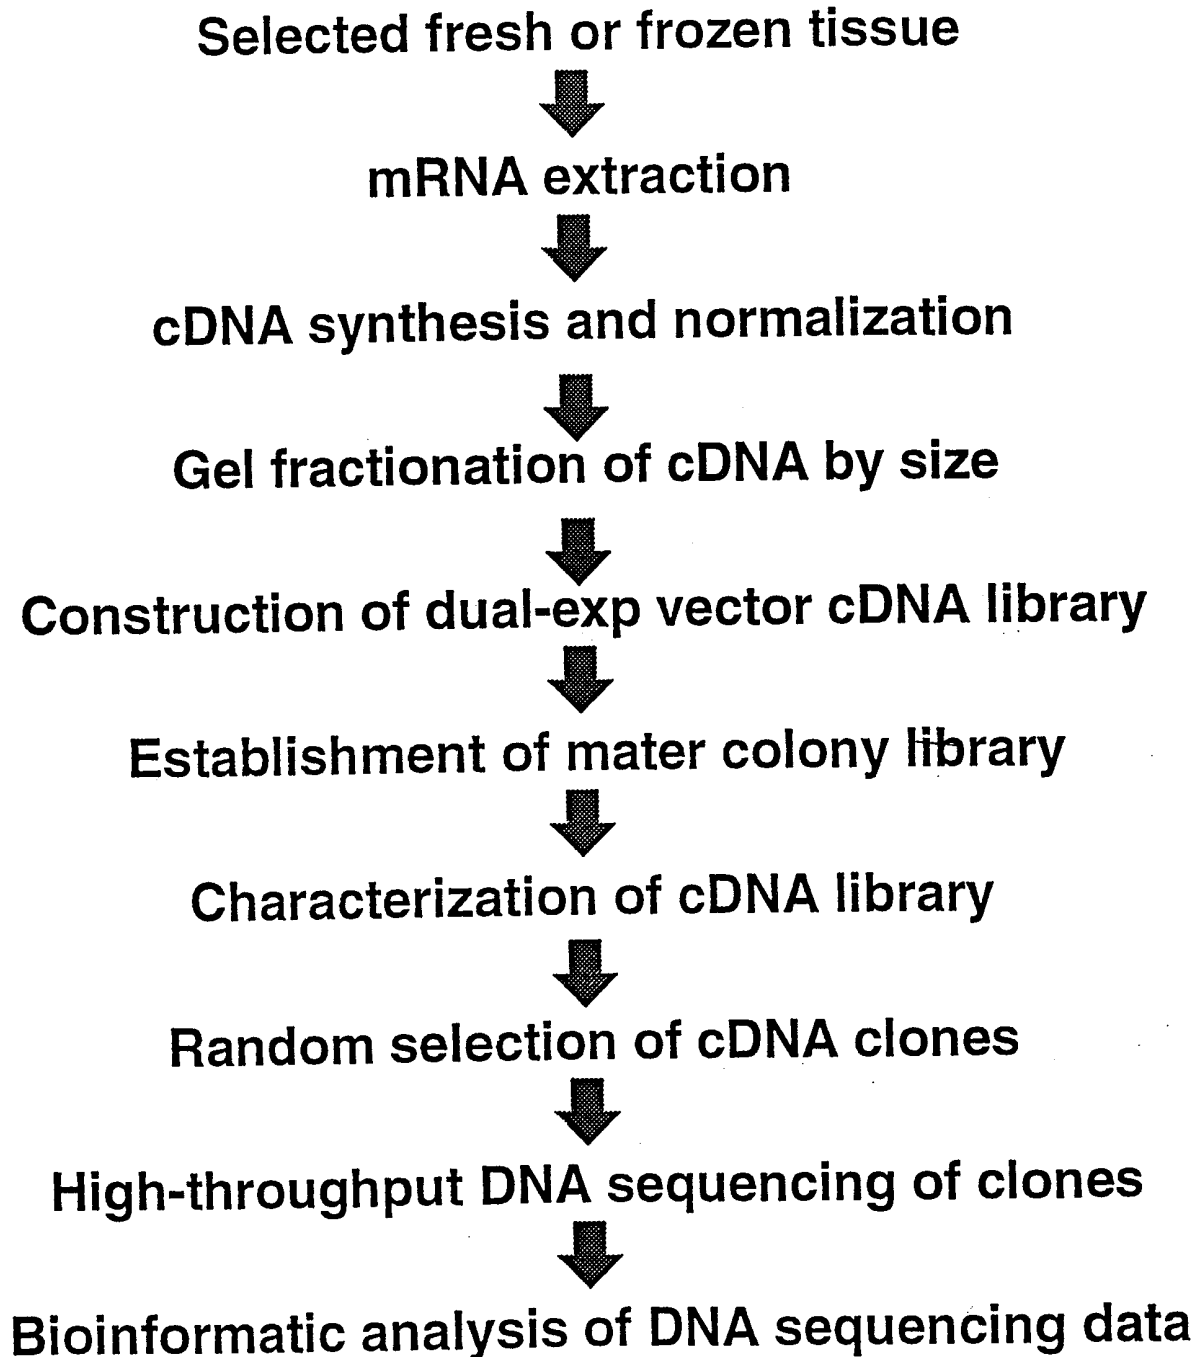 Selected fresh or frozen tissue
mRNA extraction
cDNA synthesis and normalization
Gel fractionation of cDNA by size
Construction of dual-exp vector cDNA library
Establishment of mater colony library
Characterization of cDNA library
Random selection of cDNA clones
High-throughput DNA sequencing of clones
Bioinformatic analysis of DNA sequencing data